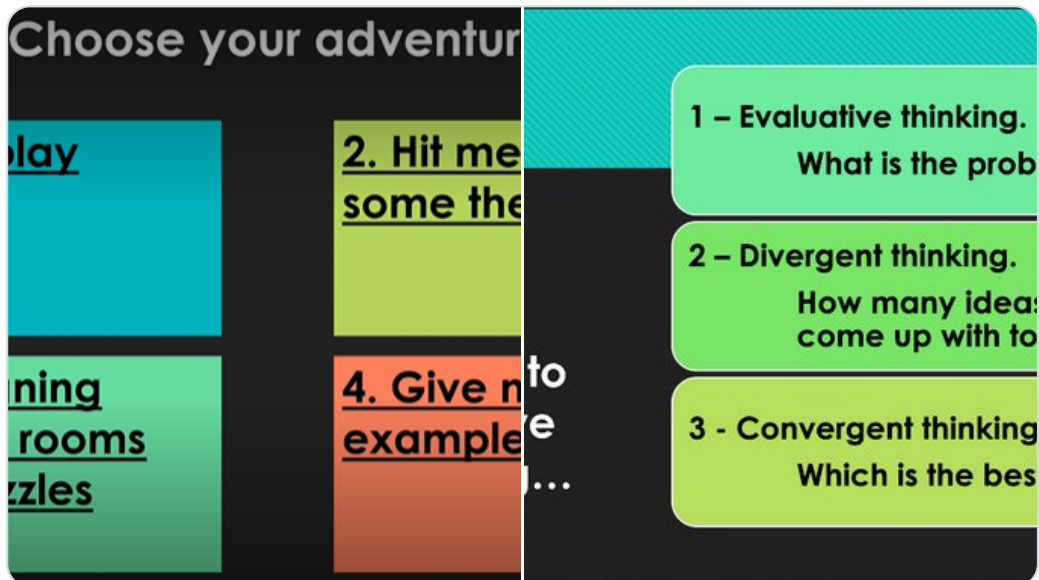 Choose your adventur
play
2. Hit me
some the
ning
rooms
zzles
4. Give
example
to
e
...
1 – Evaluative thinking.
What is the prob
2 – Divergent thinking.
How many ideas
come up with to
3 - Convergent thinking
Which is the bes